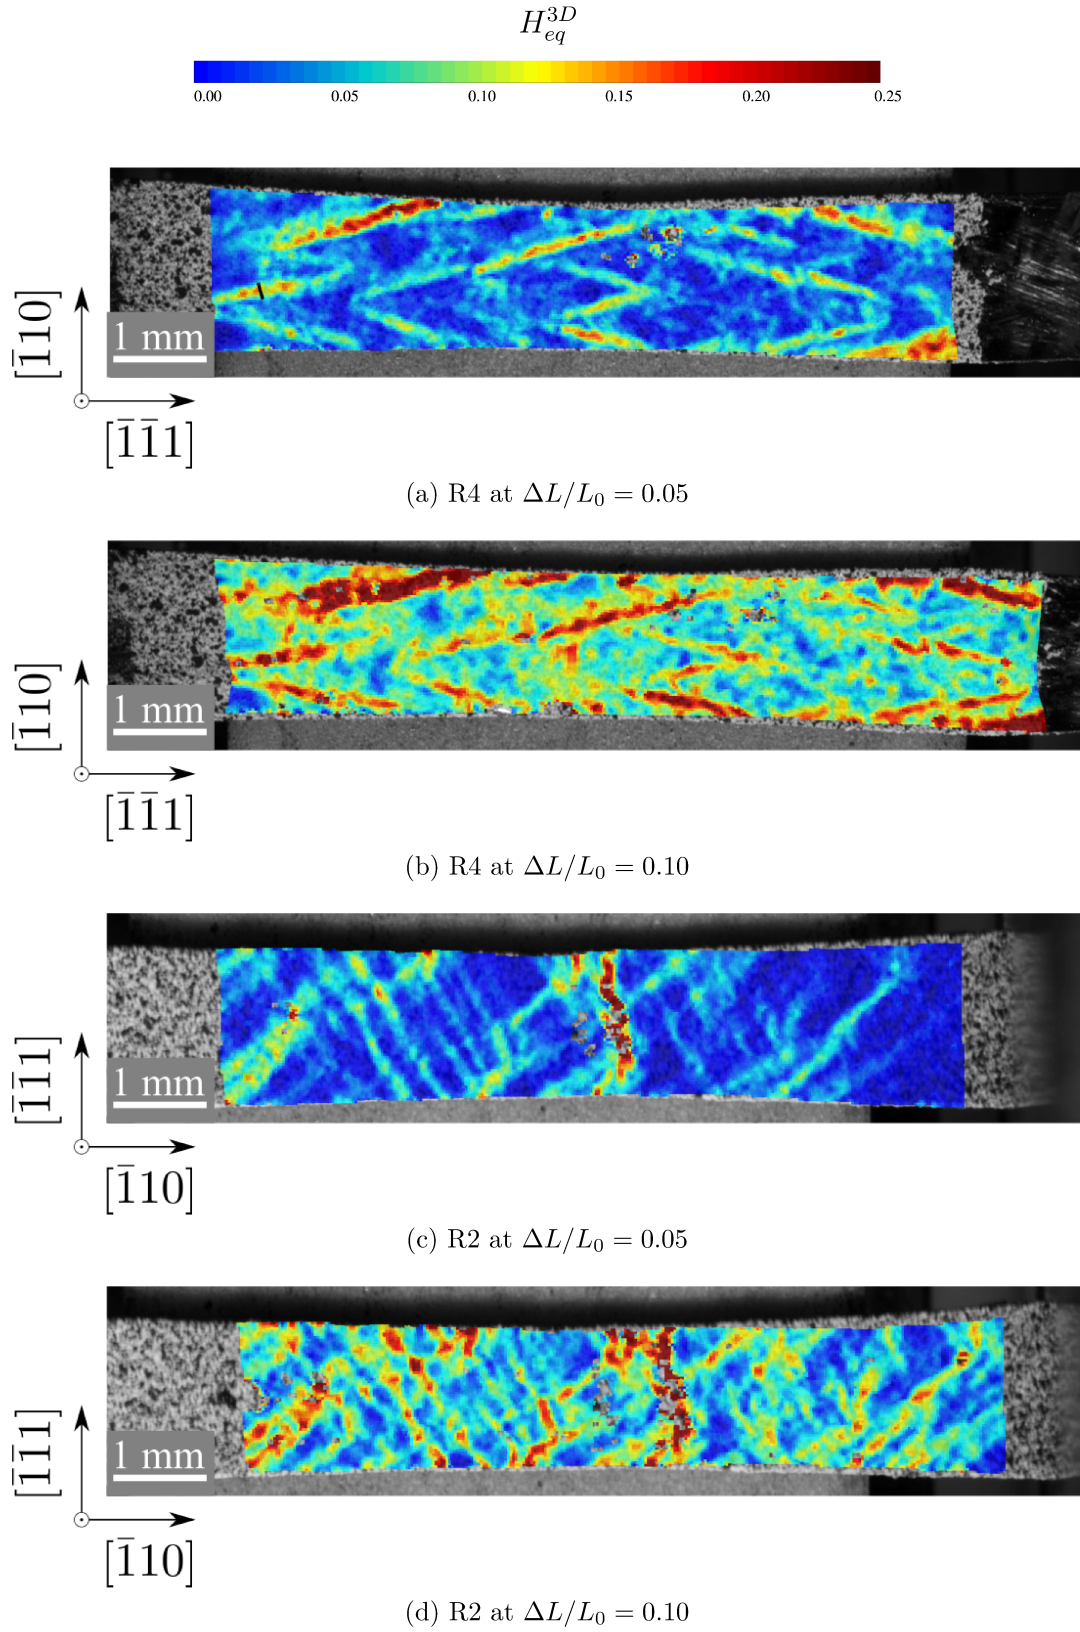 H_{eq}^{3D}
0.00 0.05 0.10 0.15 0.20 0.25
[1̄10]
1 mm
[1̄1̄1]
(a) R4 at ΔL/L₀ = 0.05
[1̄10]
1 mm
[1̄1̄1]
(b) R4 at ΔL/L₀ = 0.10
[1̄1̄1]
1 mm
[1̄10]
(c) R2 at ΔL/L₀ = 0.05
[1̄1̄1]
1 mm
[1̄10]
(d) R2 at ΔL/L₀ = 0.10